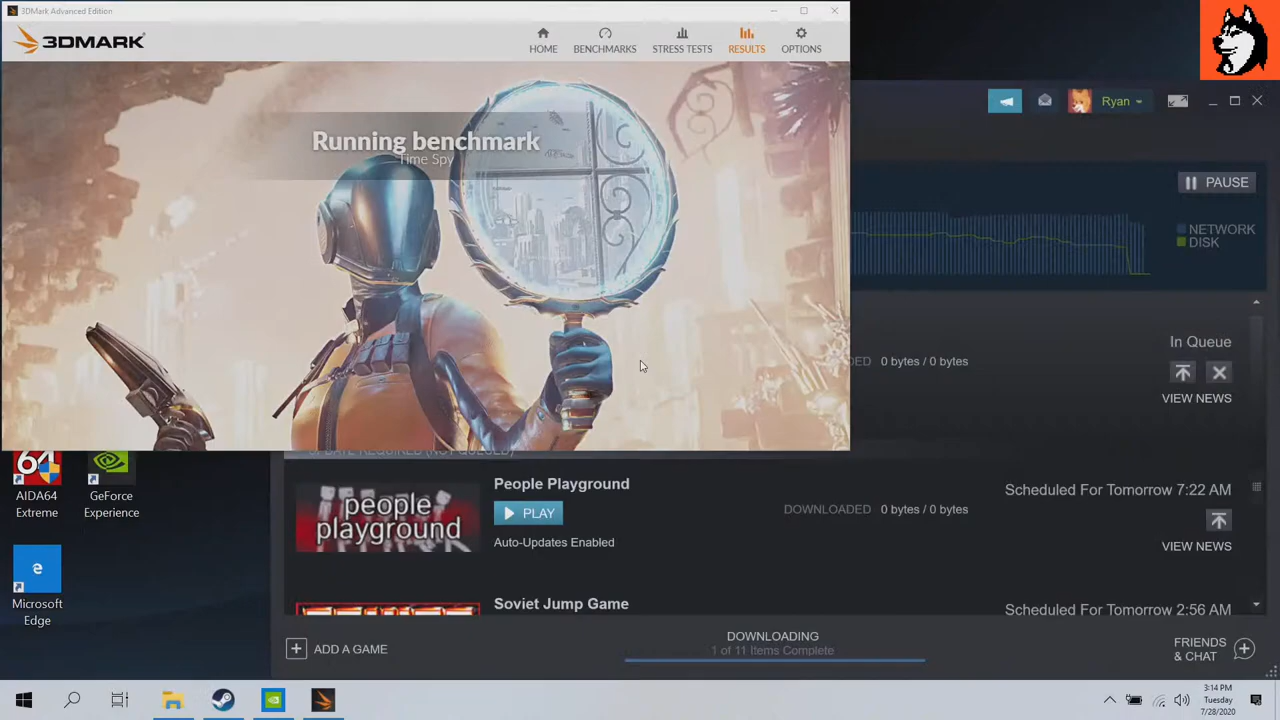 3DMark Advanced Edition
3DMARK
HOME
BENCHMARKS
STRESS TESTS
RESULTS
OPTIONS
Running benchmark
Time Spy
Ryan
PAUSE
NETWORK
DISK
In Queue
0 bytes / 0 bytes
VIEW NEWS
People Playground
people
playground
PLAY
Auto-Updates Enabled
DOWNLOADED 0 bytes / 0 bytes
Scheduled For Tomorrow 7:22 AM
VIEW NEWS
Soviet Jump Game
Scheduled For Tomorrow 2:56 AM
ADD A GAME
DOWNLOADING
1 of 11 Items Complete
FRIENDS
& CHAT
64
AIDA64
Extreme
GeForce
Experience
Microsoft
Edge
3:14 PM
Tuesday
7/28/2020